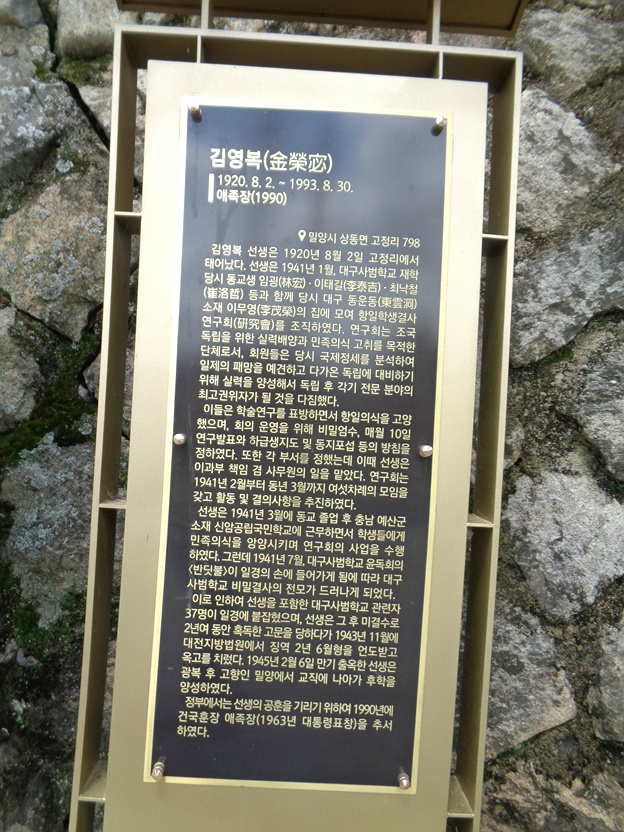 김영복(金榮宓)
1920. 8. 2. ~ 1993. 8. 30.
애족장(1990)
밀양시 상동면 고정리 798
김영복 선생은 1920년 8월 2일 고정리에서
태어났다. 선생은 1941년 1월, 대구사범학교 재학
당시 동교생 임굉(林宏)·이태길(李泰吉)·최낙철
(崔洛哲) 등과 함께 당시 대구 동운동(東雲洞)
소재 이무영(李茂榮)의 집에 모여 항일학생결사
연구회(研究會)를 조직하였다. 연구회는 조국
독립을 위한 실력배양과 민족의식 고취를 목적한
단체로서, 회원들은 당시 국제정세를 분석하여
일제의 패망을 예견하고 다가온 독립에 대비하기
위해 실력을 양성해서 독립 후 각기 전문 분야의
최고권위자가 될 것을 다짐했다.
이들은 학술연구를 표방하면서 항일의식을 고양
했으며, 회의 운영을 위해 비밀엄수, 매월 10일
연구발표와 하급생지도 및 동지포섭 등의 방침을
정하였다. 또한 각 부서를 정했는데 이때 선생은
이과부 책임 겸 사무원의 일을 맡았다. 연구회는
1941년 2월부터 동년 3월까지 여섯차례의 모임을
갖고 활동 및 결의사항을 추진하였다.
선생은 1941년 3월에 동교 졸업 후 충남 예산군
소재 신암공립국민학교에 근무하면서 학생들에게
민족의식을 앙양시키며 연구회의 사업을 수행
하였다. 그런데 1941년 7월, 대구사범학교 윤독회의
〈반딧불〉이 일경의 손에 들어가게 됨에 따라 대구
사범학교 비밀결사의 전모가 드러나게 되었다.
이로 인하여 선생을 포함한 대구사범학교 관련자
37명이 일경에 붙잡혔으며, 선생은 그 후 미결수로
2년여 동안 혹독한 고문을 당하다가 1943년 11월에
대전지방법원에서 징역 2년 6월형을 언도받고
옥고를 치렀다. 1945년 2월 6일 만기 출옥한 선생은
광복 후 고향인 밀양에서 교직에 나아가 후학을
양성하였다.
정부에서는 선생의 공훈을 기리기 위하여 1990년에
건국훈장 애족장(1963년 대통령표창)을 추서
하였다.